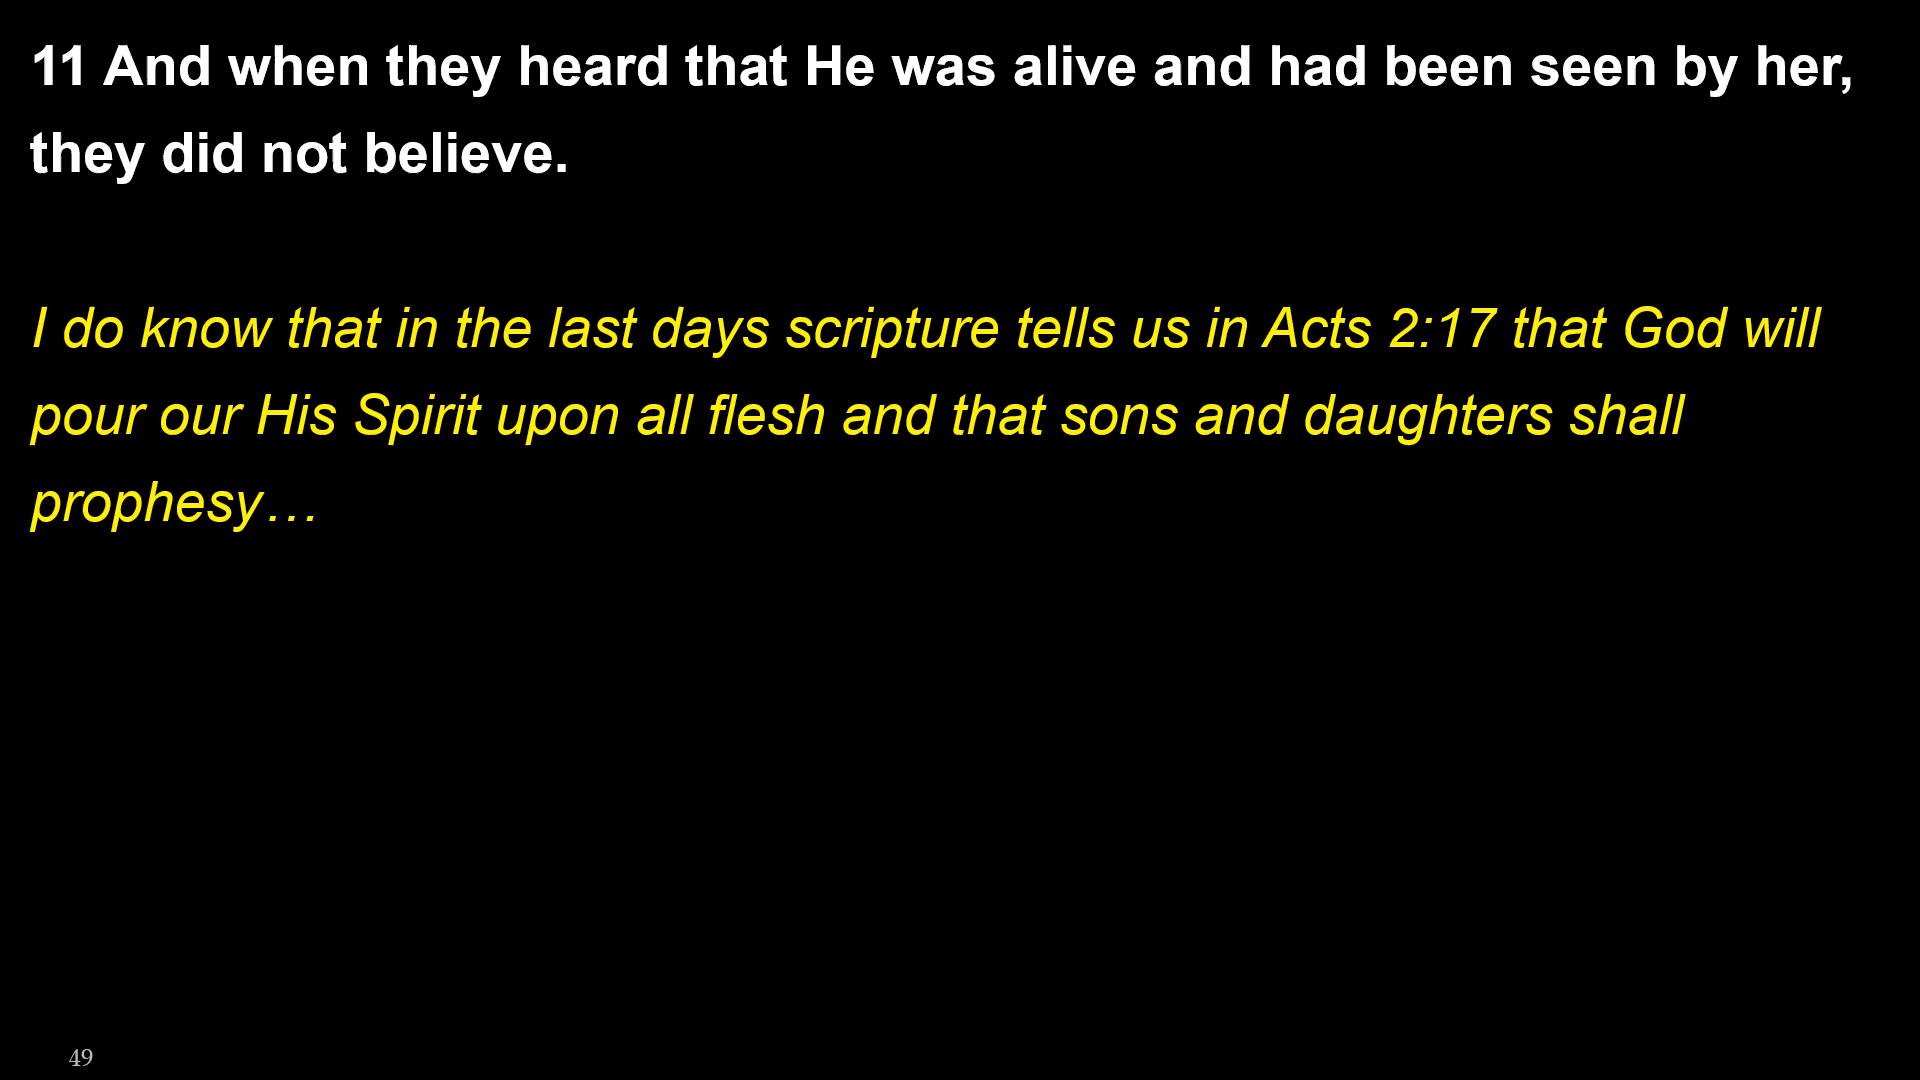 11 And when they heard that He was alive and had been seen by her,
they did not believe.
I do know that in the last days scripture tells us in Acts 2:17 that God will
pour our His Spirit upon all flesh and that sons and daughters shall
prophesy…
49